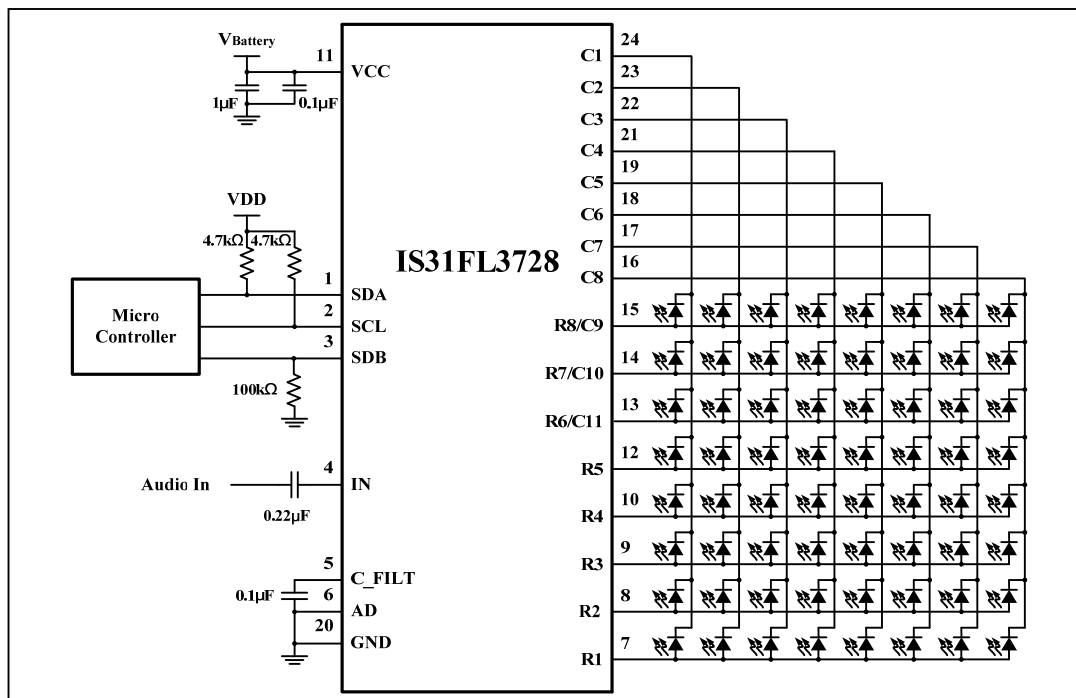 VBattery
11
VCC
1μF
0.1μF
VDD
4.7kΩ 4.7kΩ
Micro
Controller
1
SDA
2
SCL
3
SDB
100kΩ
Audio In
4
IN
0.22μF
5
C_FILT
0.1μF
6
AD
20
GND
IS31FL3728
24
C1
23
C2
22
C3
21
C4
19
C5
18
C6
17
C7
16
C8
15
R8/C9
14
R7/C10
13
R6/C11
12
R5
10
R4
9
R3
8
R2
7
R1